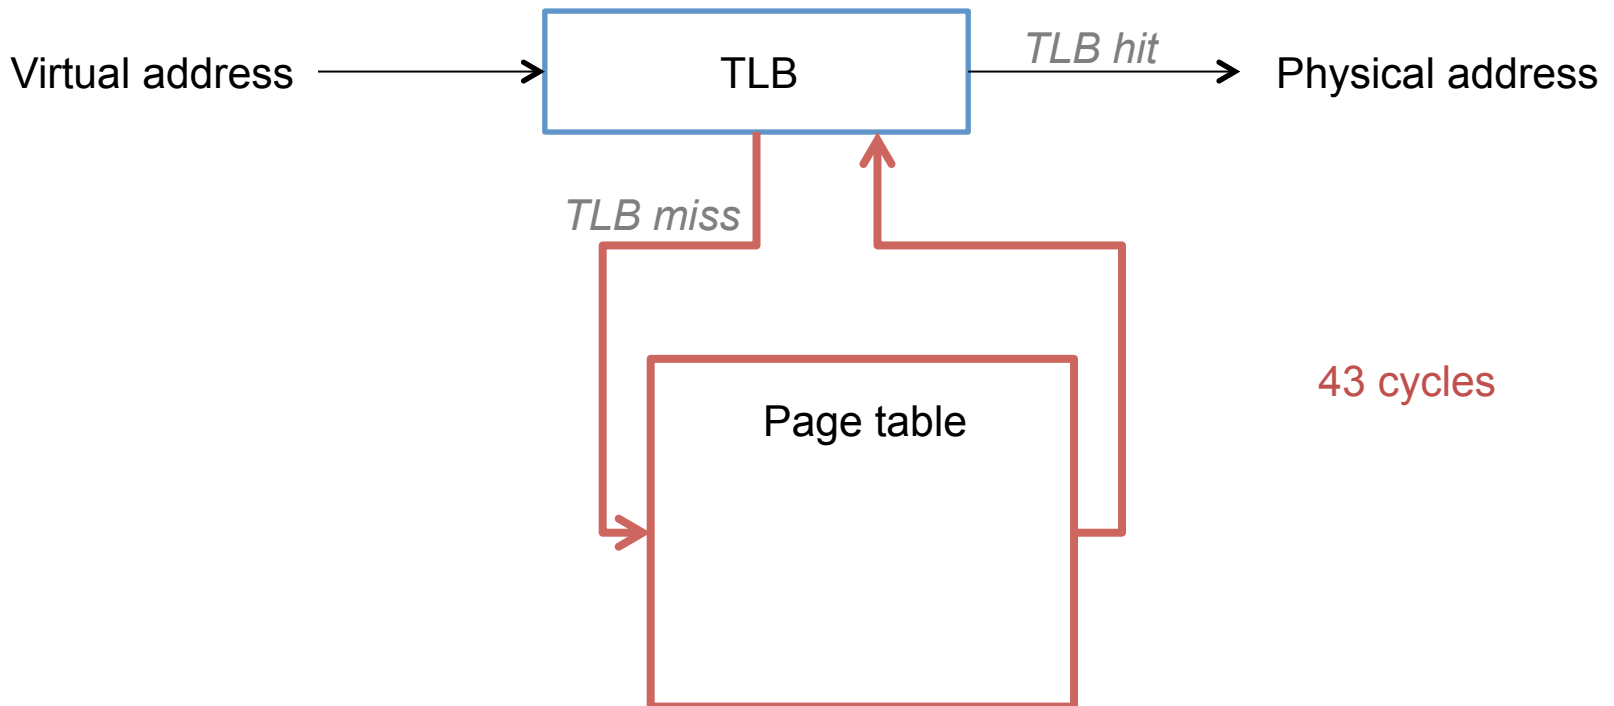 Virtual address
TLB
TLB hit
Physical address
TLB miss
Page table
43 cycles